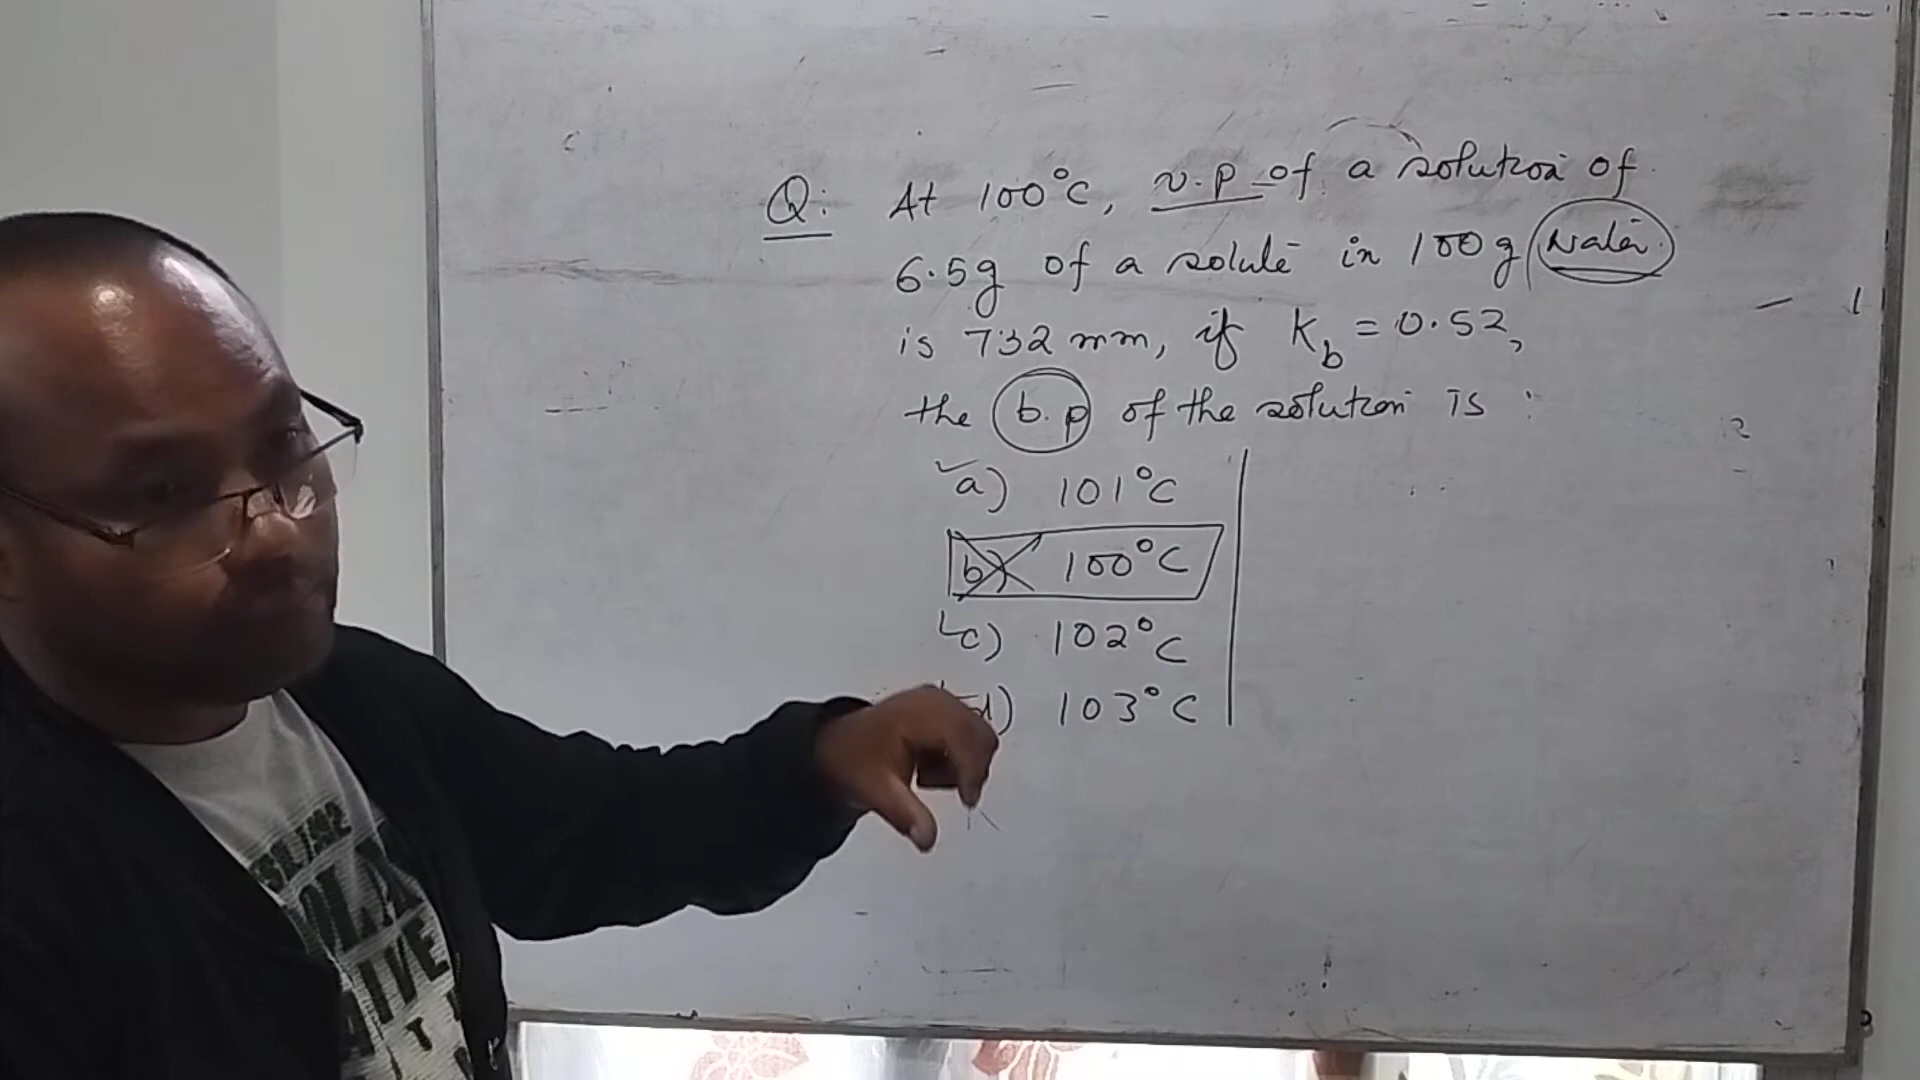 Q: At 100°C, v.p of a solution of
6.5g of a solute in 100g water
is 732 mm, if Kb = 0.52,
the b.p of the solution is :
a) 101°C
b) 100°C
c) 102°C
d) 103°C